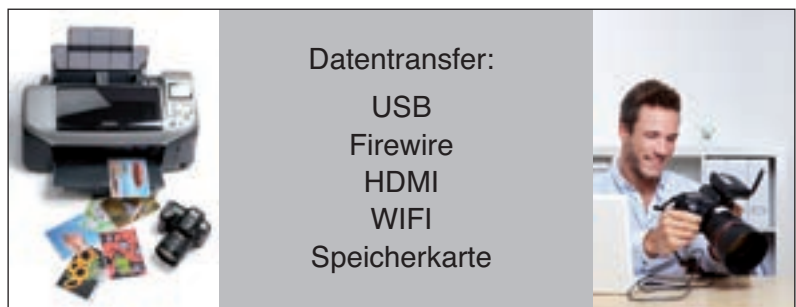 Datentransfer:
USB
Firewire
HDMI
WIFI
Speicherkarte